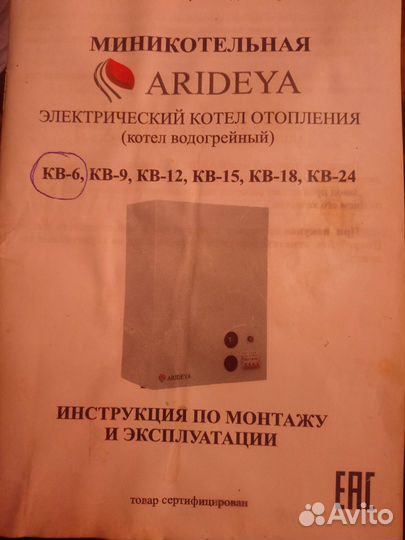 МИНИКОТЕЛЬНАЯ
ARIDEYA
ЭЛЕКТРИЧЕСКИЙ КОТЕЛ ОТОПЛЕНИЯ
(котел водогрейный)
КВ-6, КВ-9, КВ-12, КВ-15, КВ-18, КВ-24
ARIDEYA
ИНСТРУКЦИЯ ПО МОНТАЖУ
И ЭКСПЛУАТАЦИИ
EAC
товар сертифицирован
Avito